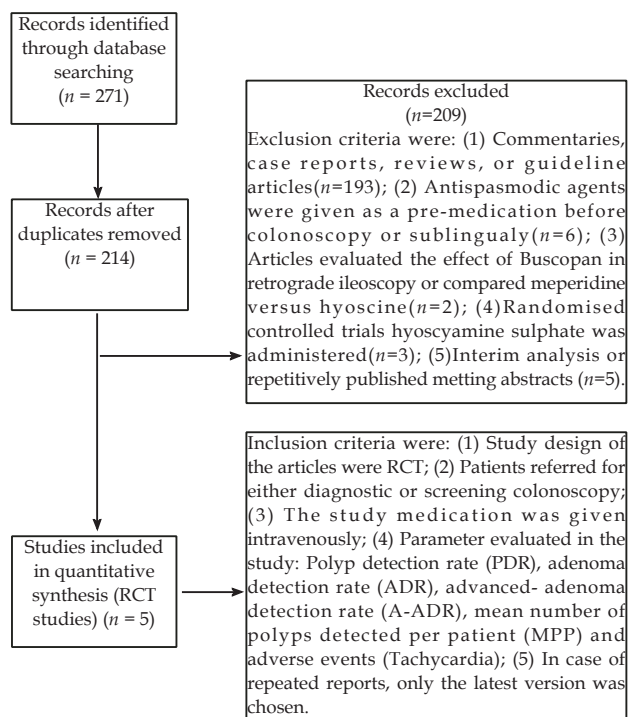 Records identified
through database
searching
(n = 271)
Records after
duplicates removed
(n = 214)
Records excluded
(n=209)
Exclusion criteria were: (1) Commentaries,
case reports, reviews, or guideline
articles(n=193); (2) Antispasmodic agents
were given as a pre-medication before
colonoscopy or sublingualy(n=6); (3)
Articles evaluated the effect of Buscopan in
retrograde ileoscopy or compared meperidine
versus hyoscine(n=2); (4)Randomised
controlled trials hyoscyamine sulphate was
administered(n=3); (5)Interim analysis or
repetitively published metting abstracts (n=5).
Studies included
in quantitative
synthesis (RCT
studies) (n = 5)
Inclusion criteria were: (1) Study design of
the articles were RCT; (2) Patients referred for
either diagnostic or screening colonoscopy;
(3) The study medication was given
intravenously; (4) Parameter evaluated in the
study: Polyp detection rate (PDR), adenoma
detection rate (ADR), advanced- adenoma
detection rate (A-ADR), mean number of
polyps detected per patient (MPP) and
adverse events (Tachycardia); (5) In case of
repeated reports, only the latest version was
chosen.